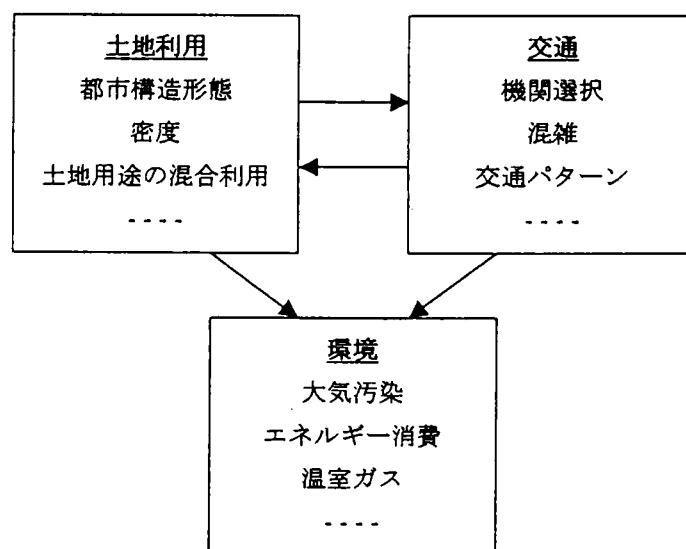 土地利用
都市構造形態
密度
土地用途の混合利用
- - - -
交通
機関選択
混雑
交通パターン
- - - -
環境
大気汚染
エネルギー消費
温室ガス
- - - -